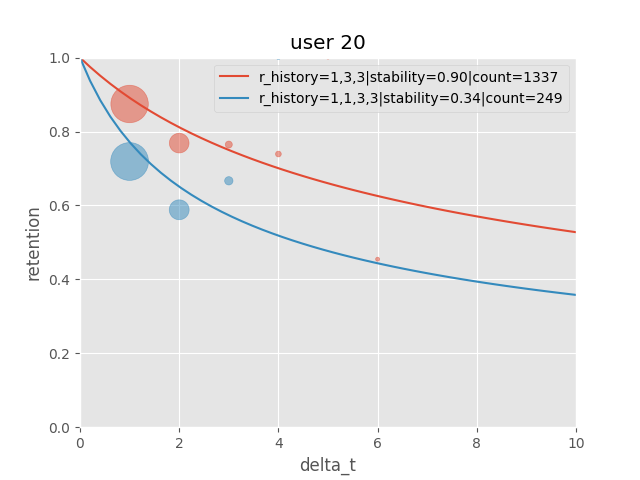 user 20
r_history=1,3,3|stability=0.90|count=1337
r_history=1,1,3,3|stability=0.34|count=249
retention
1.0
0.8
0.6
0.4
0.2
0.0
0 2 4 6 8 10
delta_t